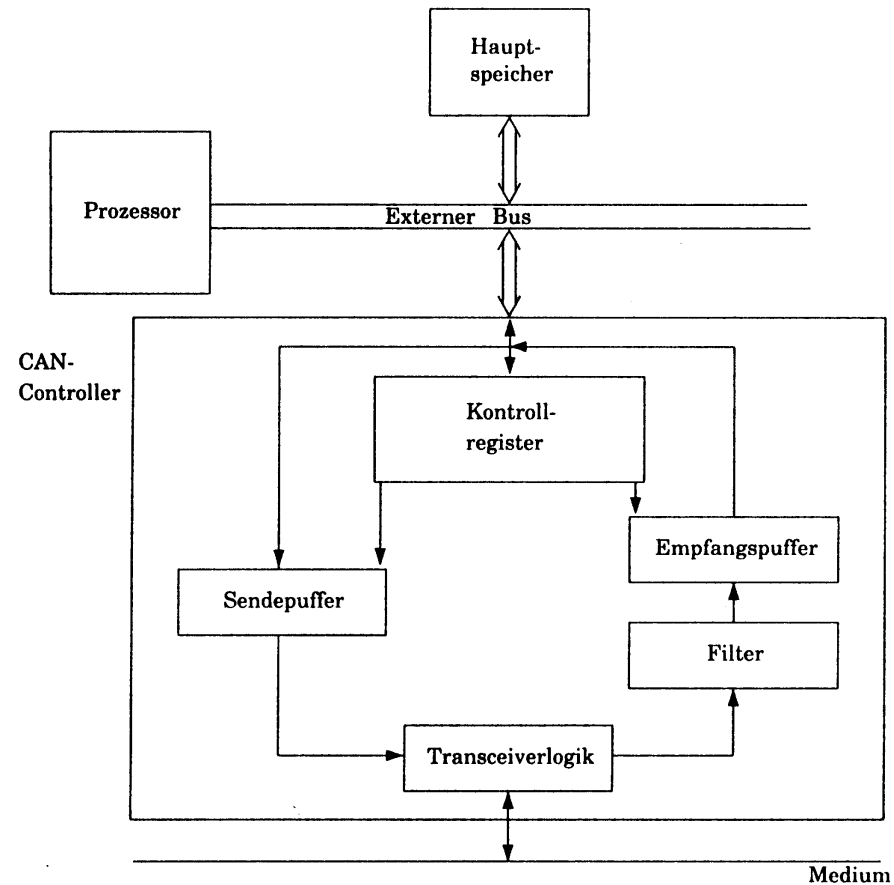 Haupt-
speicher
Prozessor
Externer Bus
CAN-
Controller
Kontroll-
register
Empfangspuffer
Sendepuffer
Filter
Transceiverlogik
Medium